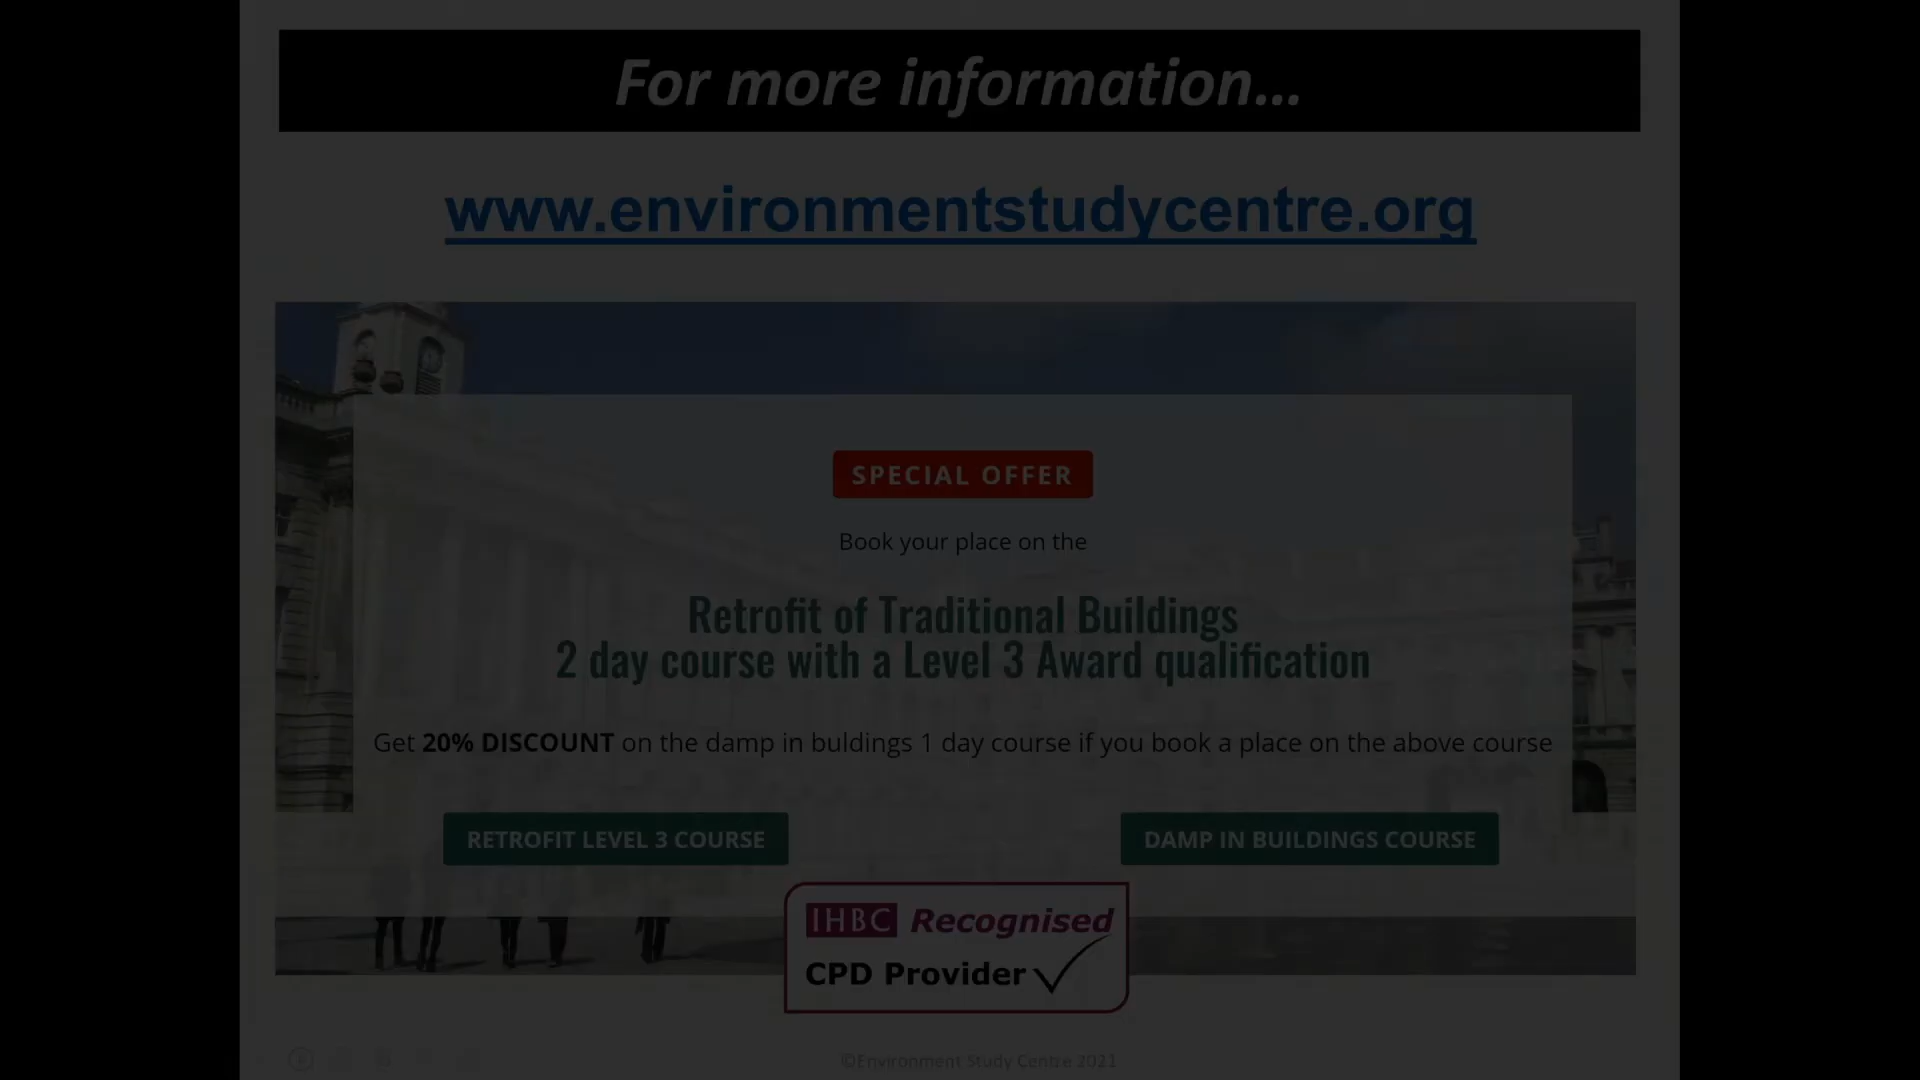 For more information...
www.environmentstudycentre.org
SPECIAL OFFER
Book your place on the
Retrofit of Traditional Buildings
2 day course with a Level 3 Award qualification
Get 20% DISCOUNT on the damp in buldings 1 day course if you book a place on the above course
RETROFIT LEVEL 3 COURSE
DAMP IN BUILDINGS COURSE
IHBC Recognised
CPD Provider
©Environment Study Centre 2021